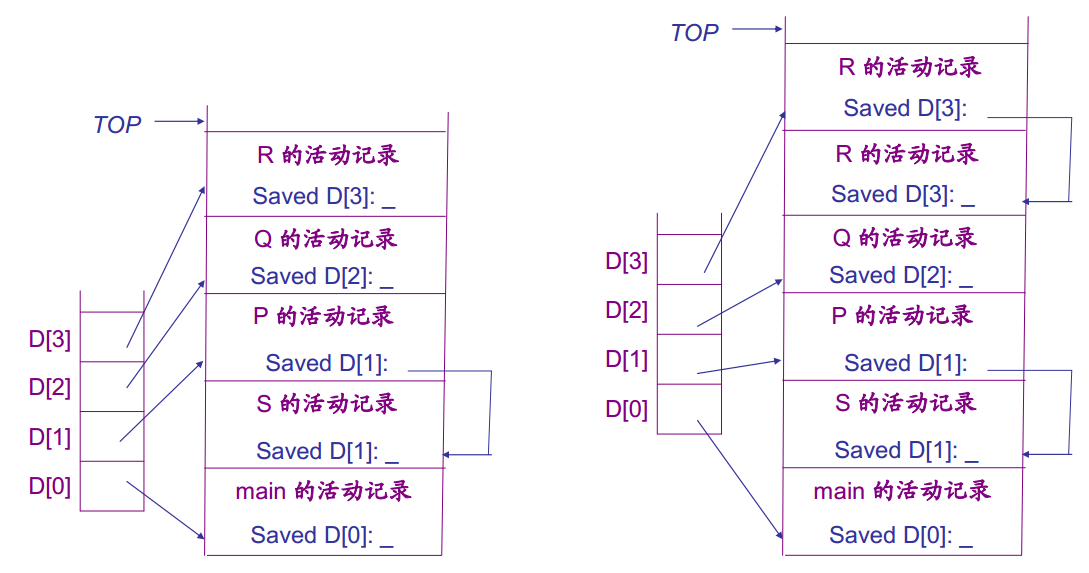 TOP
R 的活动记录
Saved D[3]: _
Q 的活动记录
Saved D[2]: _
P 的活动记录
Saved D[1]:
S 的活动记录
Saved D[1]: _
main 的活动记录
Saved D[0]: _
D[3]
D[2]
D[1]
D[0]
TOP
R 的活动记录
Saved D[3]:
R 的活动记录
Saved D[3]: _
Q 的活动记录
Saved D[2]: _
P 的活动记录
Saved D[1]:
S 的活动记录
Saved D[1]: _
main 的活动记录
Saved D[0]: _
D[3]
D[2]
D[1]
D[0]